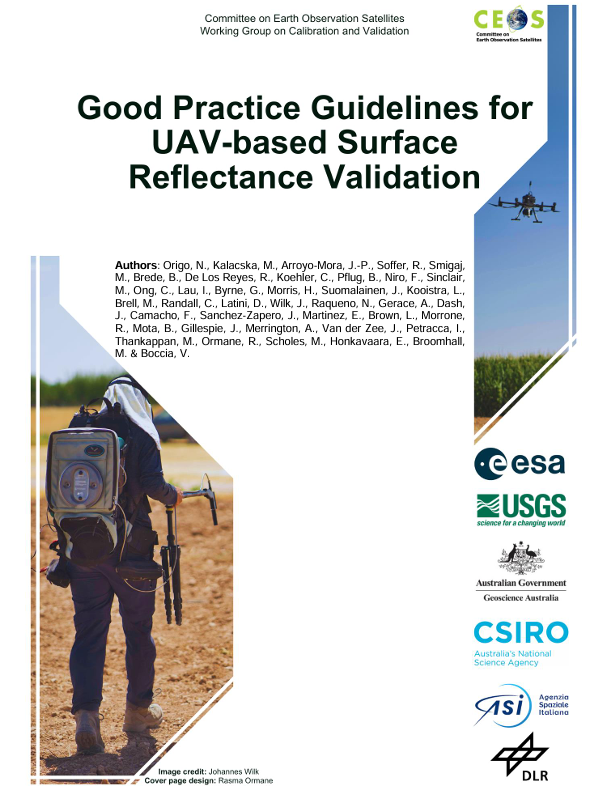 Committee on Earth Observation Satellites
Working Group on Calibration and Validation
CEOS
Committee on
Earth Observation Satellites
Good Practice Guidelines for
UAV-based Surface
Reflectance Validation
Authors: Origo, N., Kalacska, M., Arroyo-Mora, J.-P., Soffer, R., Smigaj,
M., Brede, B., De Los Reyes, R., Koehler, C., Pflug, B., Niro, F., Sinclair,
M., Ong, C., Lau, I., Byrne, G., Morris, H., Suomalainen, J., Kooistra, L.,
Brell, M., Randall, C., Latini, D., Wilk, J., Raqueno, N., Gerace, A., Dash,
J., Camacho, F., Sanchez-Zapero, J., Martinez, E., Brown, L., Morrone,
R., Mota, B., Gillespie, J., Merrington, A., Van der Zee, J., Petracca, I.,
Thankappan, M., Ormane, R., Scholes, M., Honkavaara, E., Broomhall,
M. & Boccia, V.
esa
USGS
science for a changing world
Australian Government
Geoscience Australia
CSIRO
Australia's National
Science Agency
asi
Agenzia
Spaziale
Italiana
DLR
Image credit: Johannes Wilk
Cover page design: Rasma Ormane